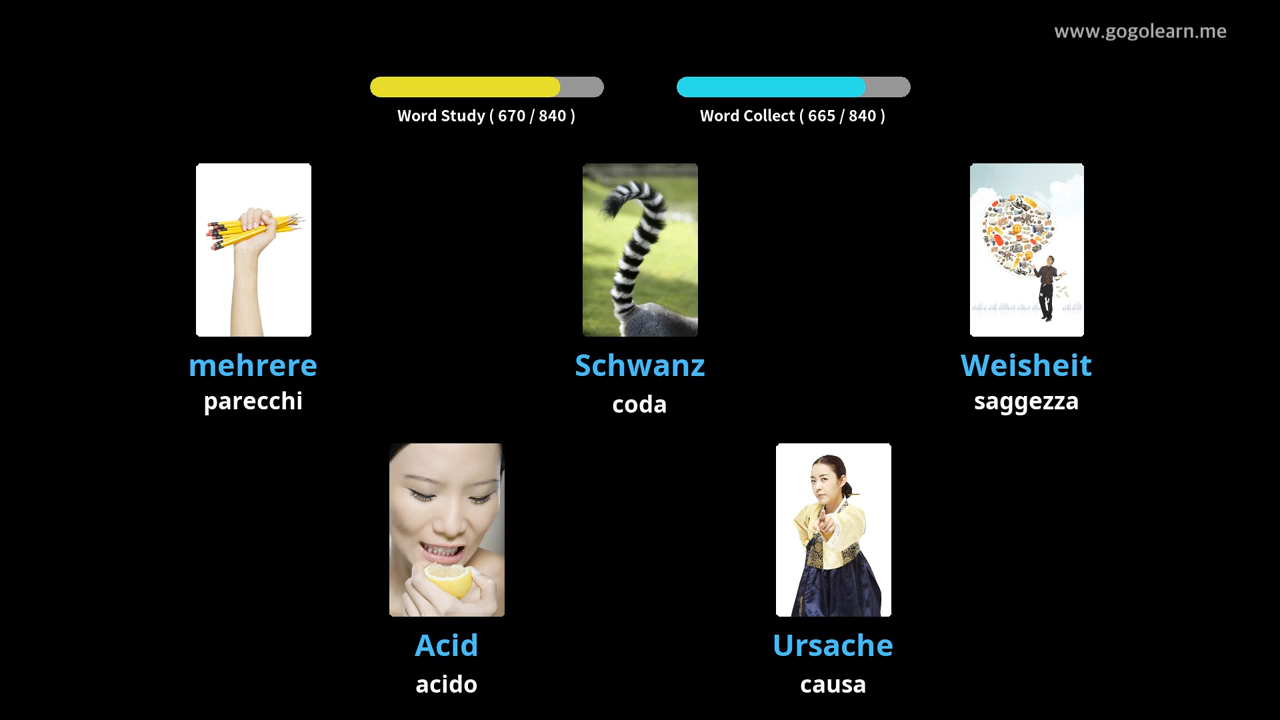 www.gogolearn.me
Word Study ( 670 / 840 )
Word Collect ( 665 / 840 )
mehrere
parecchi
Schwanz
coda
Weisheit
saggezza
Acid
acido
Ursache
causa